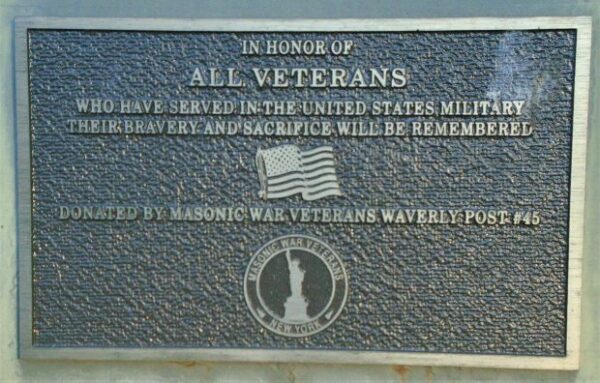 IN HONOR OF
ALL VETERANS
WHO HAVE SERVED IN THE UNITED STATES MILITARY
THEIR BRAVERY AND SACRIFICE WILL BE REMEMBERED
DONATED BY MASONIC WAR VETERANS WAVERLY POST #45
MASONIC WAR VETERANS
NEW YORK